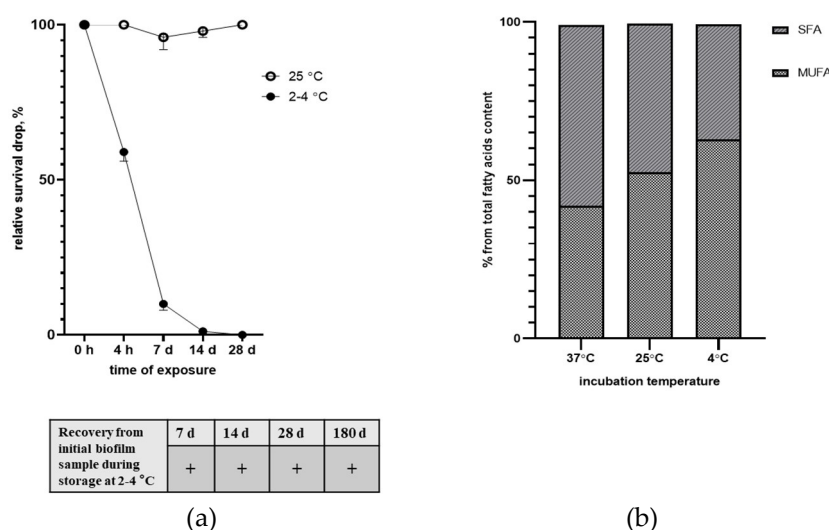 relative survival drop, %
100
50
0
0 h 4 h 7 d 14 d 28 d
time of exposure
25 °C
2-4 °C
Recovery from
initial biofilm
sample during
storage at 2-4 °C
7 d 14 d 28 d 180 d
+ + + +
(a)
% from total fatty acids content
100
50
0
37°C 25°C 4°C
incubation temperature
SFA
MUFA
(b)